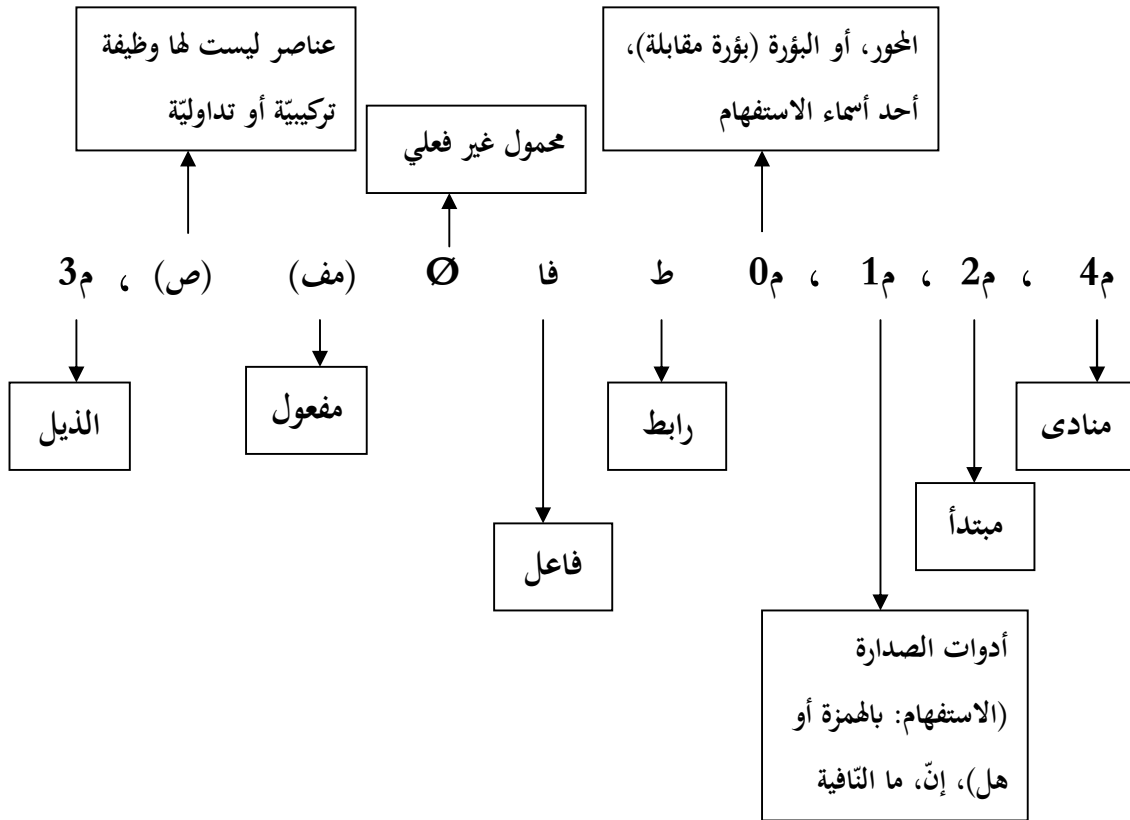 المحور، أو البؤرة (بؤرة مقابلة)،
أحد أسماء الاستفهام
عناصر ليست لها وظيفة
تركيبيّة أو تداوليّة
محمول غير فعلي
م4 ، م2 ، م1 ، م0 ط فا Ø (مف) (ص) ، م3
منادى
مبتدأ
أدوات الصدارة
(الاستفهام: بالهمزة أو
هل)، إنّ، ما النّافية
رابط
فاعل
مفعول
الذيل